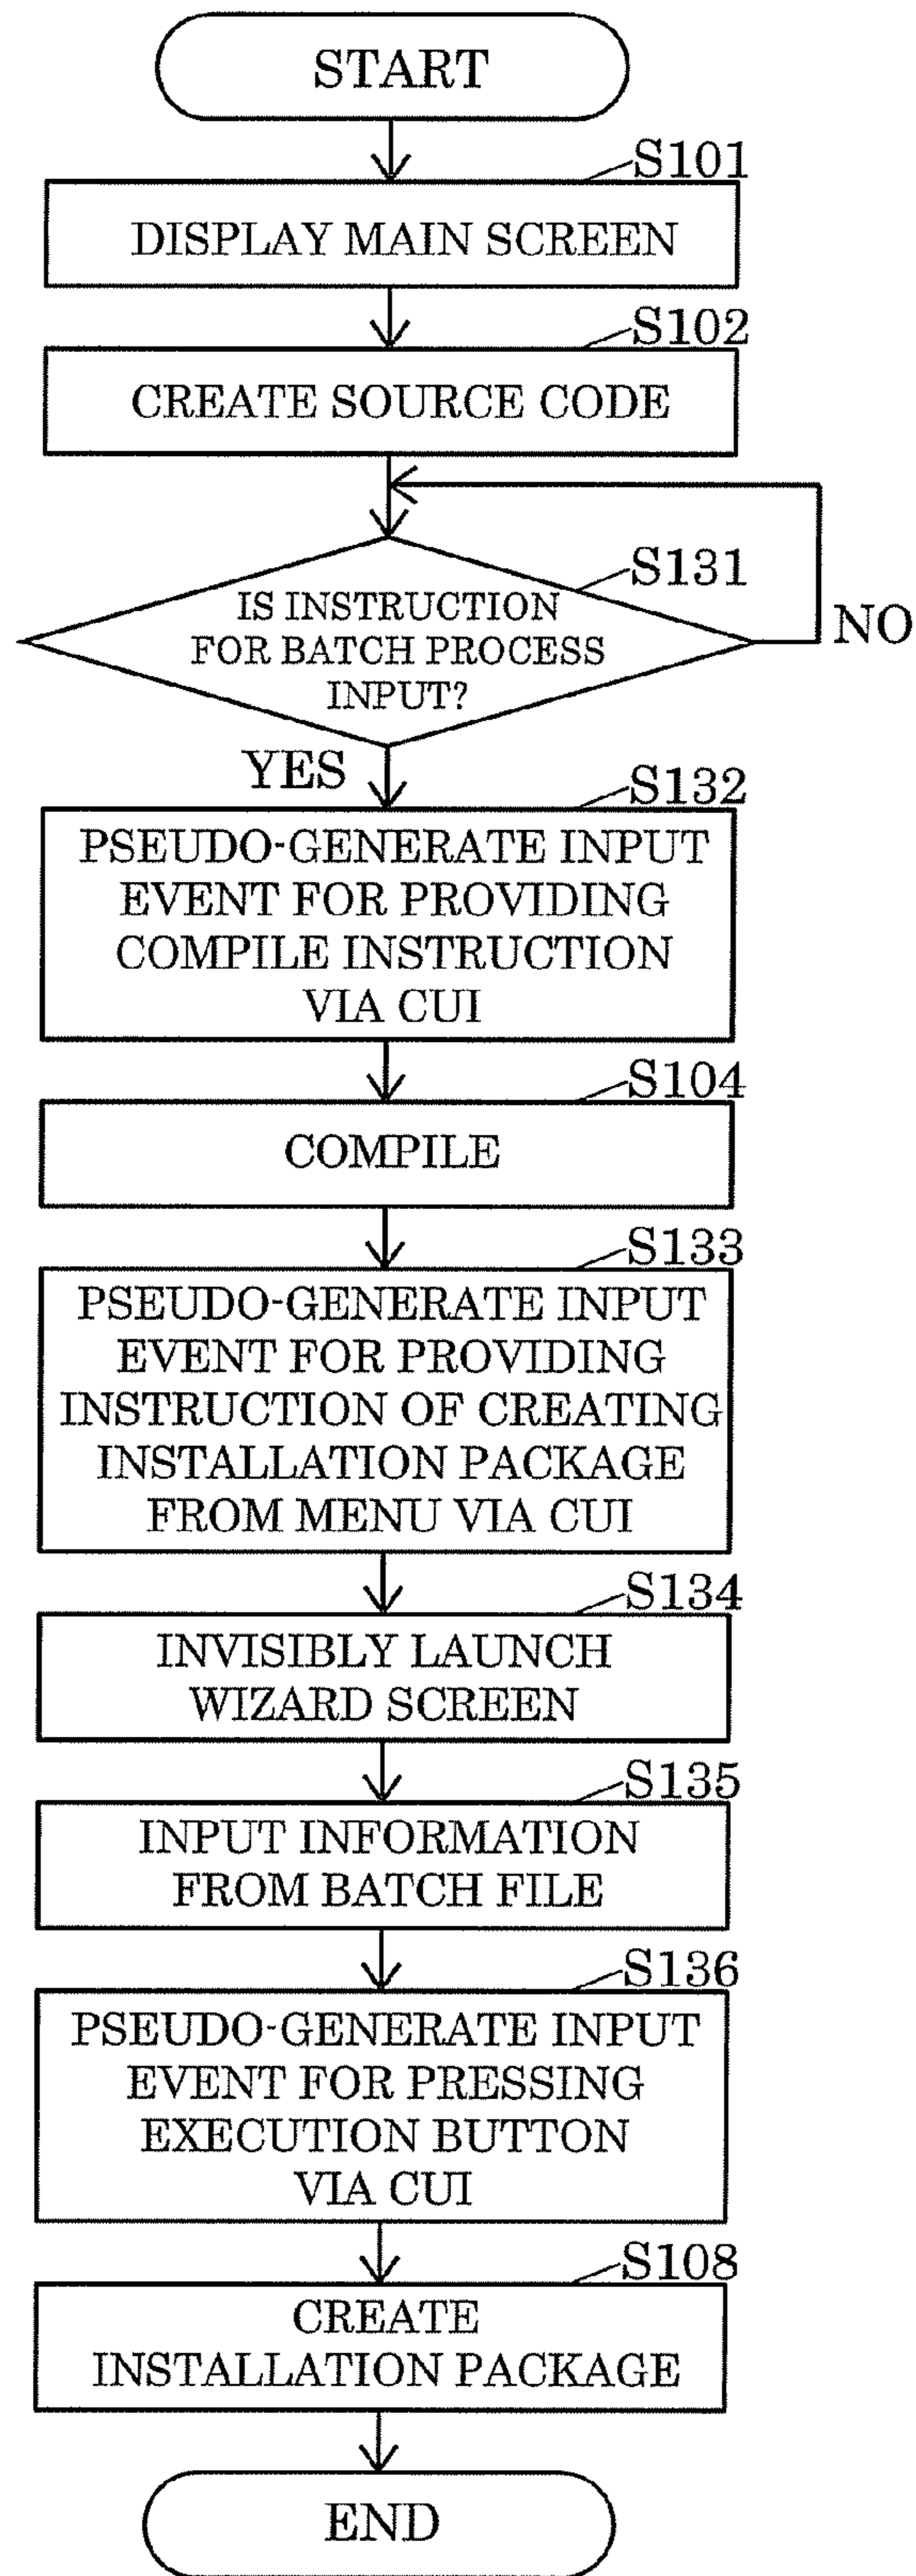 START
S101
DISPLAY MAIN SCREEN
S102
CREATE SOURCE CODE
S131
IS INSTRUCTION
FOR BATCH PROCESS
INPUT?
NO
YES
S132
PSEUDO-GENERATE INPUT
EVENT FOR PROVIDING
COMPILE INSTRUCTION
VIA CUI
S104
COMPILE
S133
PSEUDO-GENERATE INPUT
EVENT FOR PROVIDING
INSTRUCTION OF CREATING
INSTALLATION PACKAGE
FROM MENU VIA CUI
S134
INVISIBLY LAUNCH
WIZARD SCREEN
S135
INPUT INFORMATION
FROM BATCH FILE
S136
PSEUDO-GENERATE INPUT
EVENT FOR PRESSING
EXECUTION BUTTON
VIA CUI
S108
CREATE
INSTALLATION PACKAGE
END